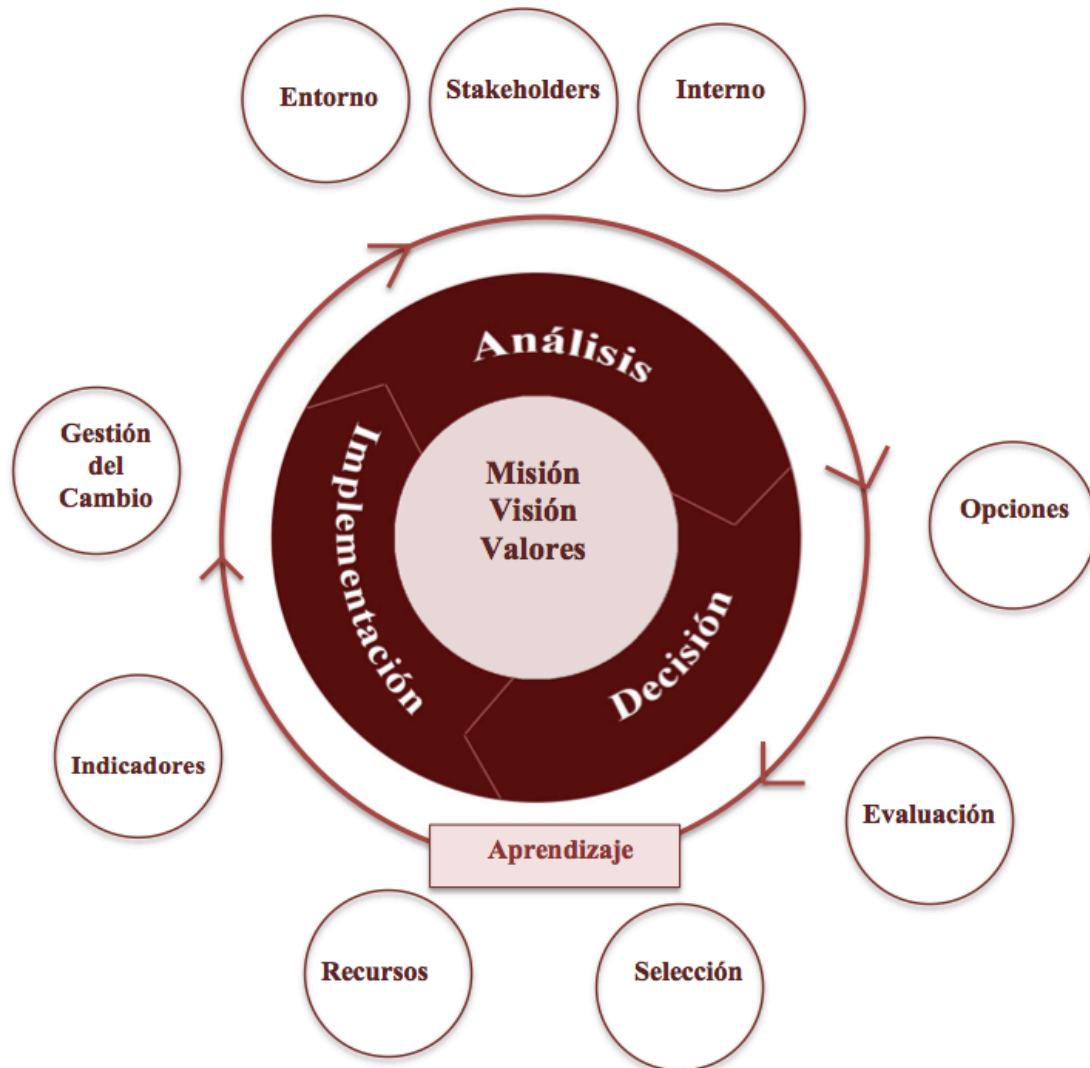 Entorno
Stakeholders
Interno
Análisis
Gestión
del
Cambio
Implementación
Misión
Visión
Valores
Opciones
Decisión
Indicadores
Evaluación
Aprendizaje
Recursos
Selección